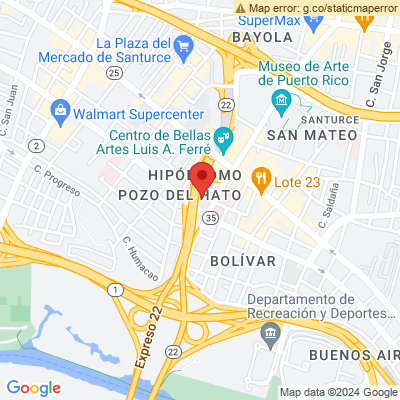 Map error: g.co/staticmaperror
SuperMax
BAYOLA
La Plaza del
Mercado de Santurce
25
Museo de Arte
de Puerto Rico
C. San Jorge
C. San Juan
Walmart Supercenter
22
SANTURCE
SAN MATEO
2
Centro de Bellas
Artes Luis A. Ferré
C. Progreso
HIPÓDROMO
POZO DEL HATO
Lote 23
C. Saldaña
35
C. Humacao
BOLÍVAR
1
Expreso 22
Departamento de
Recreación y Deportes...
22
BUENOS AIR
Google
Map data ©2024 Google